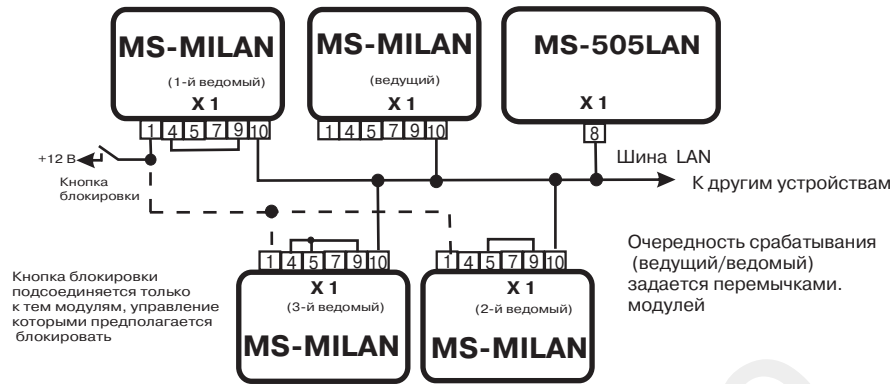 MS-MILAN
(1-й ведомый)
X 1
1 4 5 7 9 10
MS-MILAN
(ведущий)
X 1
1 4 5 7 9 10
MS-505LAN
X 1
8
+12 В
Кнопка
блокировки
Шина LAN
К другим устройствам
1 4 5 7 9 10
X 1
(3-й ведомый)
MS-MILAN
1 4 5 7 9 10
X 1
(2-й ведомый)
MS-MILAN
Кнопка блокировки
подсоединяется только
к тем модулям, управление
которыми предполагается
блокировать
Очередность срабатывания
(ведущий/ведомый)
задается перемычками.
модулей